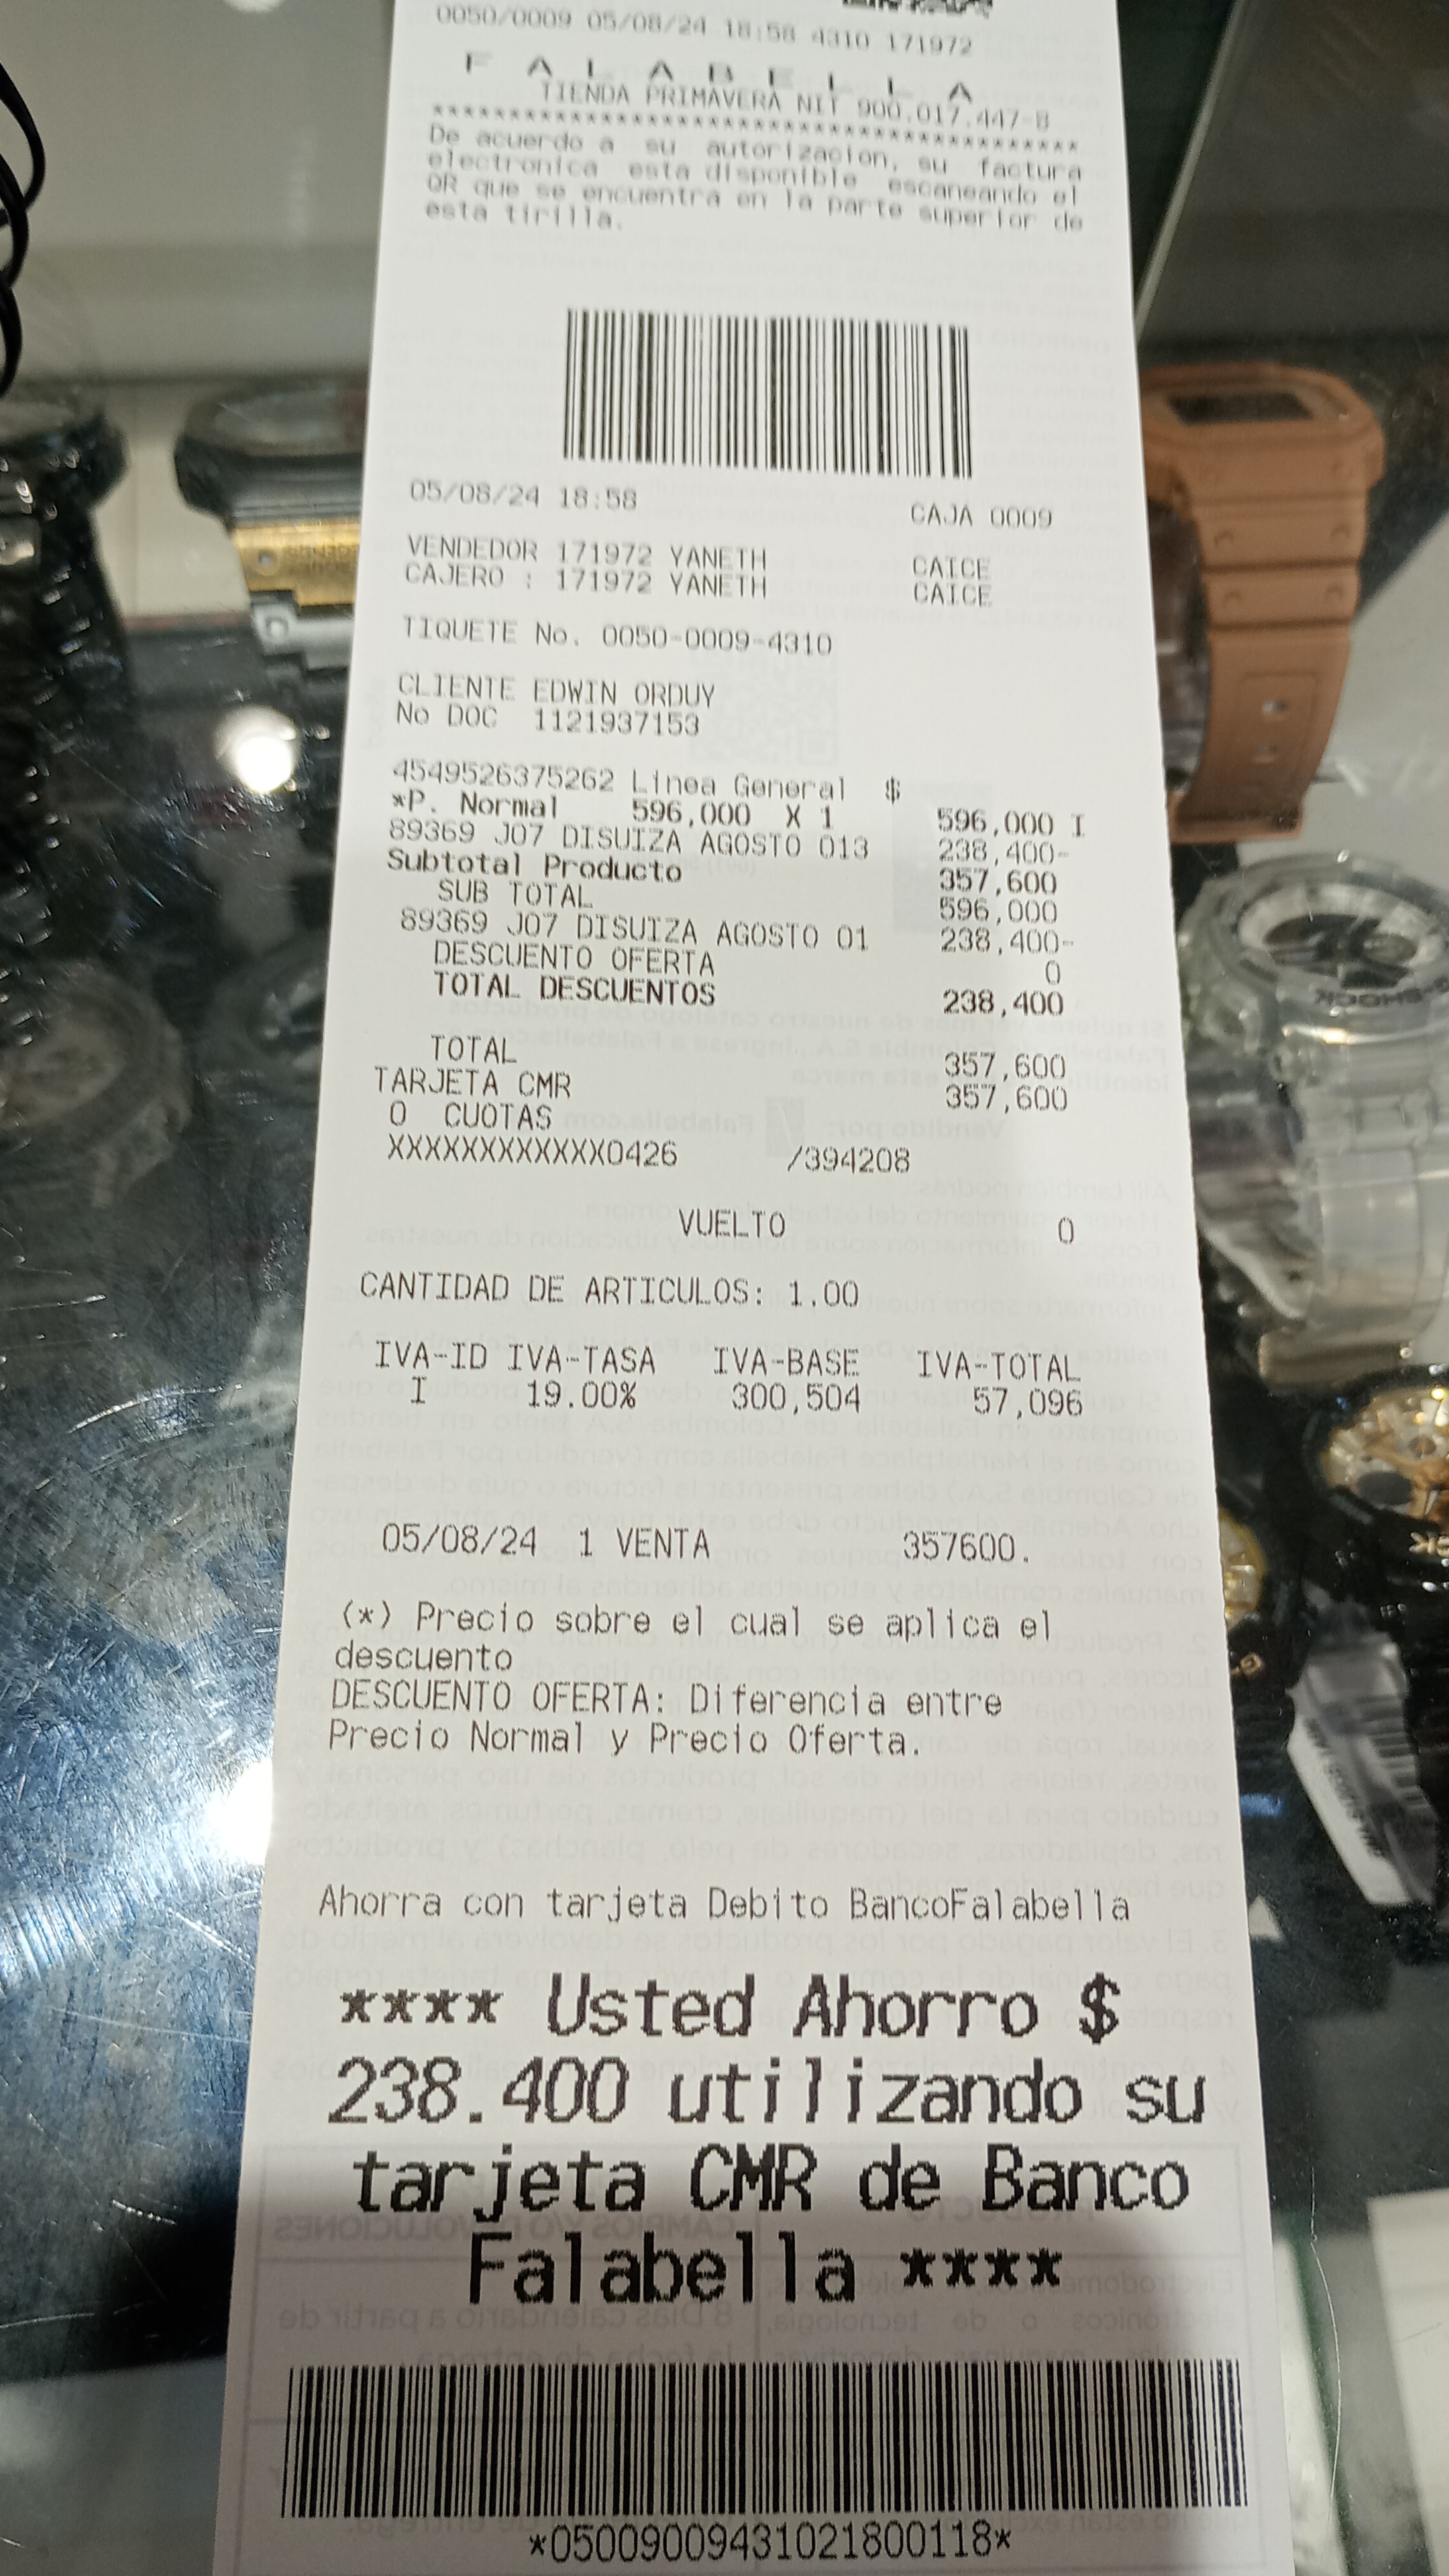 0050/0009 05/08/24 18:58 4310 171972
F A L A B E L L A
TIENDA PRIMAVERA NIT 900.017.447-8
****************************************
De acuerdo a su autorizacion, su factura
electronica esta disponible escaneando el
QR que se encuentra en la parte superior de
esta tirilla.
05/08/24 18:58 CAJA 0009
VENDEDOR 171972 YANETH CAICE
CAJERO : 171972 YANETH CAICE
TIQUETE No. 0050-0009-4310
CLIENTE EDWIN ORDUY
No DOC 1121937153
4549526375262 Linea General $
*P. Normal 596,000 X 1 596,000 I
89369 J07 DISUIZA AGOSTO 013 238,400-
Subtotal Producto 357,600
SUB TOTAL 596,000
89369 J07 DISUIZA AGOSTO 01 238,400-
DESCUENTO OFERTA 0
TOTAL DESCUENTOS 238,400
TOTAL 357,600
TARJETA CMR 357,600
0 CUOTAS
XXXXXXXXXXXX0426 /394208
VUELTO 0
CANTIDAD DE ARTICULOS: 1.00
IVA-ID IVA-TASA IVA-BASE IVA-TOTAL
I 19.00% 300,504 57,096
05/08/24 1 VENTA 357600.
(*) Precio sobre el cual se aplica el
descuento
DESCUENTO OFERTA: Diferencia entre
Precio Normal y Precio Oferta.
Ahorra con tarjeta Debito BancoFalabella
**** Usted Ahorro $
238.400 utilizando su
tarjeta CMR de Banco
Falabella ****
*05009009431021800118*